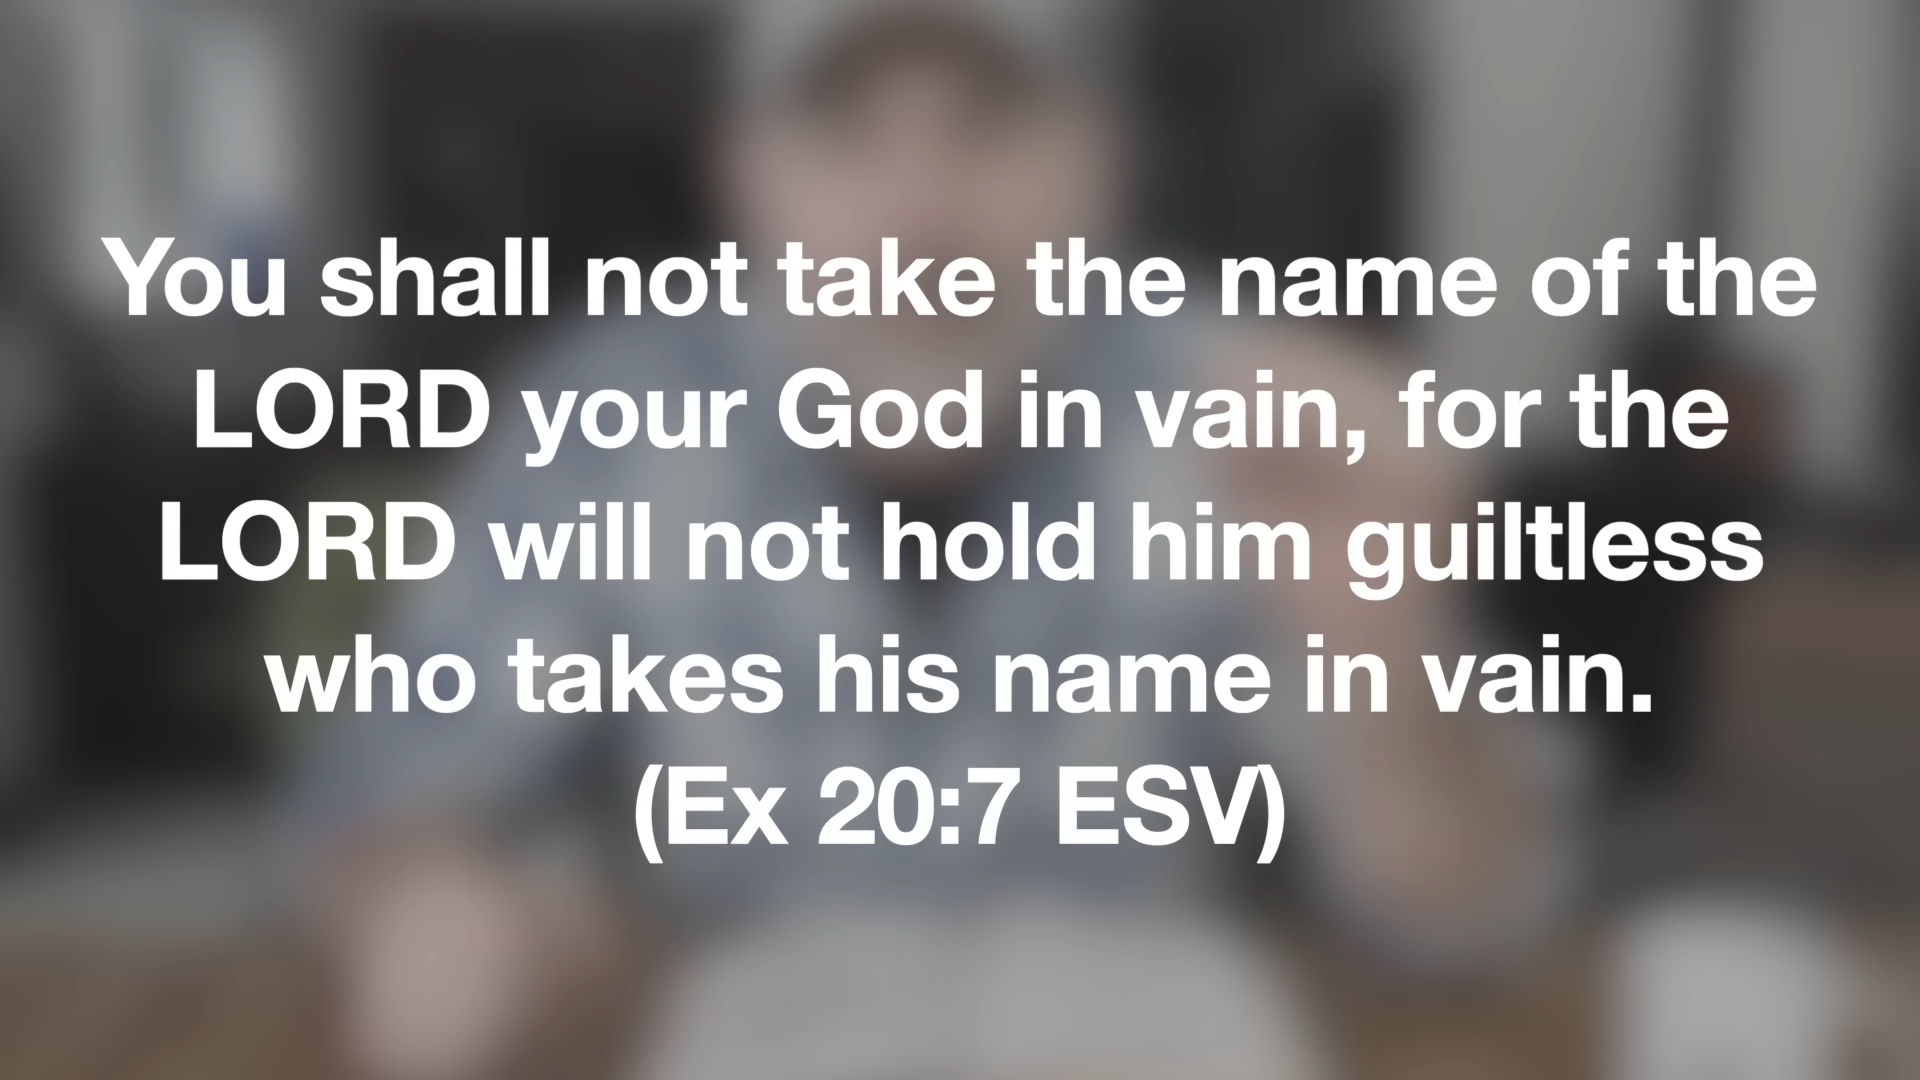 You shall not take the name of the
LORD your God in vain, for the
LORD will not hold him guiltless
who takes his name in vain.
(Ex 20:7 ESV)